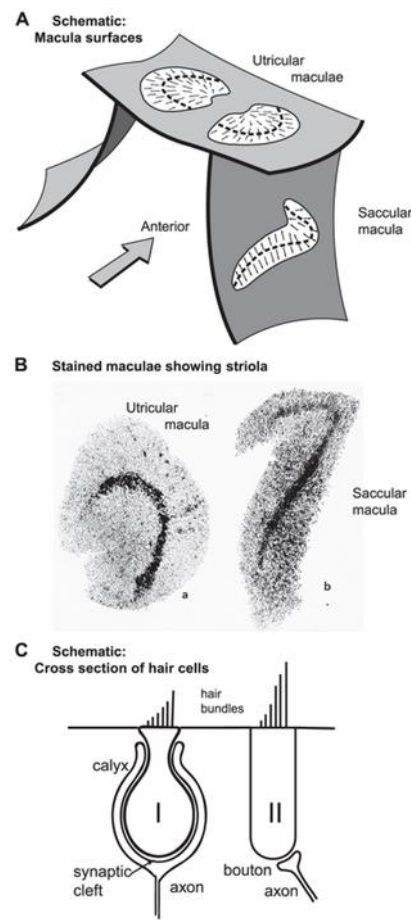 A Schematic:
Macula surfaces
Utricular
maculae
Saccular
macula
Anterior
B Stained maculae showing striola
Utricular
macula
Saccular
macula
a
b
C Schematic:
Cross section of hair cells
hair
bundles
calyx
I
II
synaptic
cleft
axon
bouton
axon